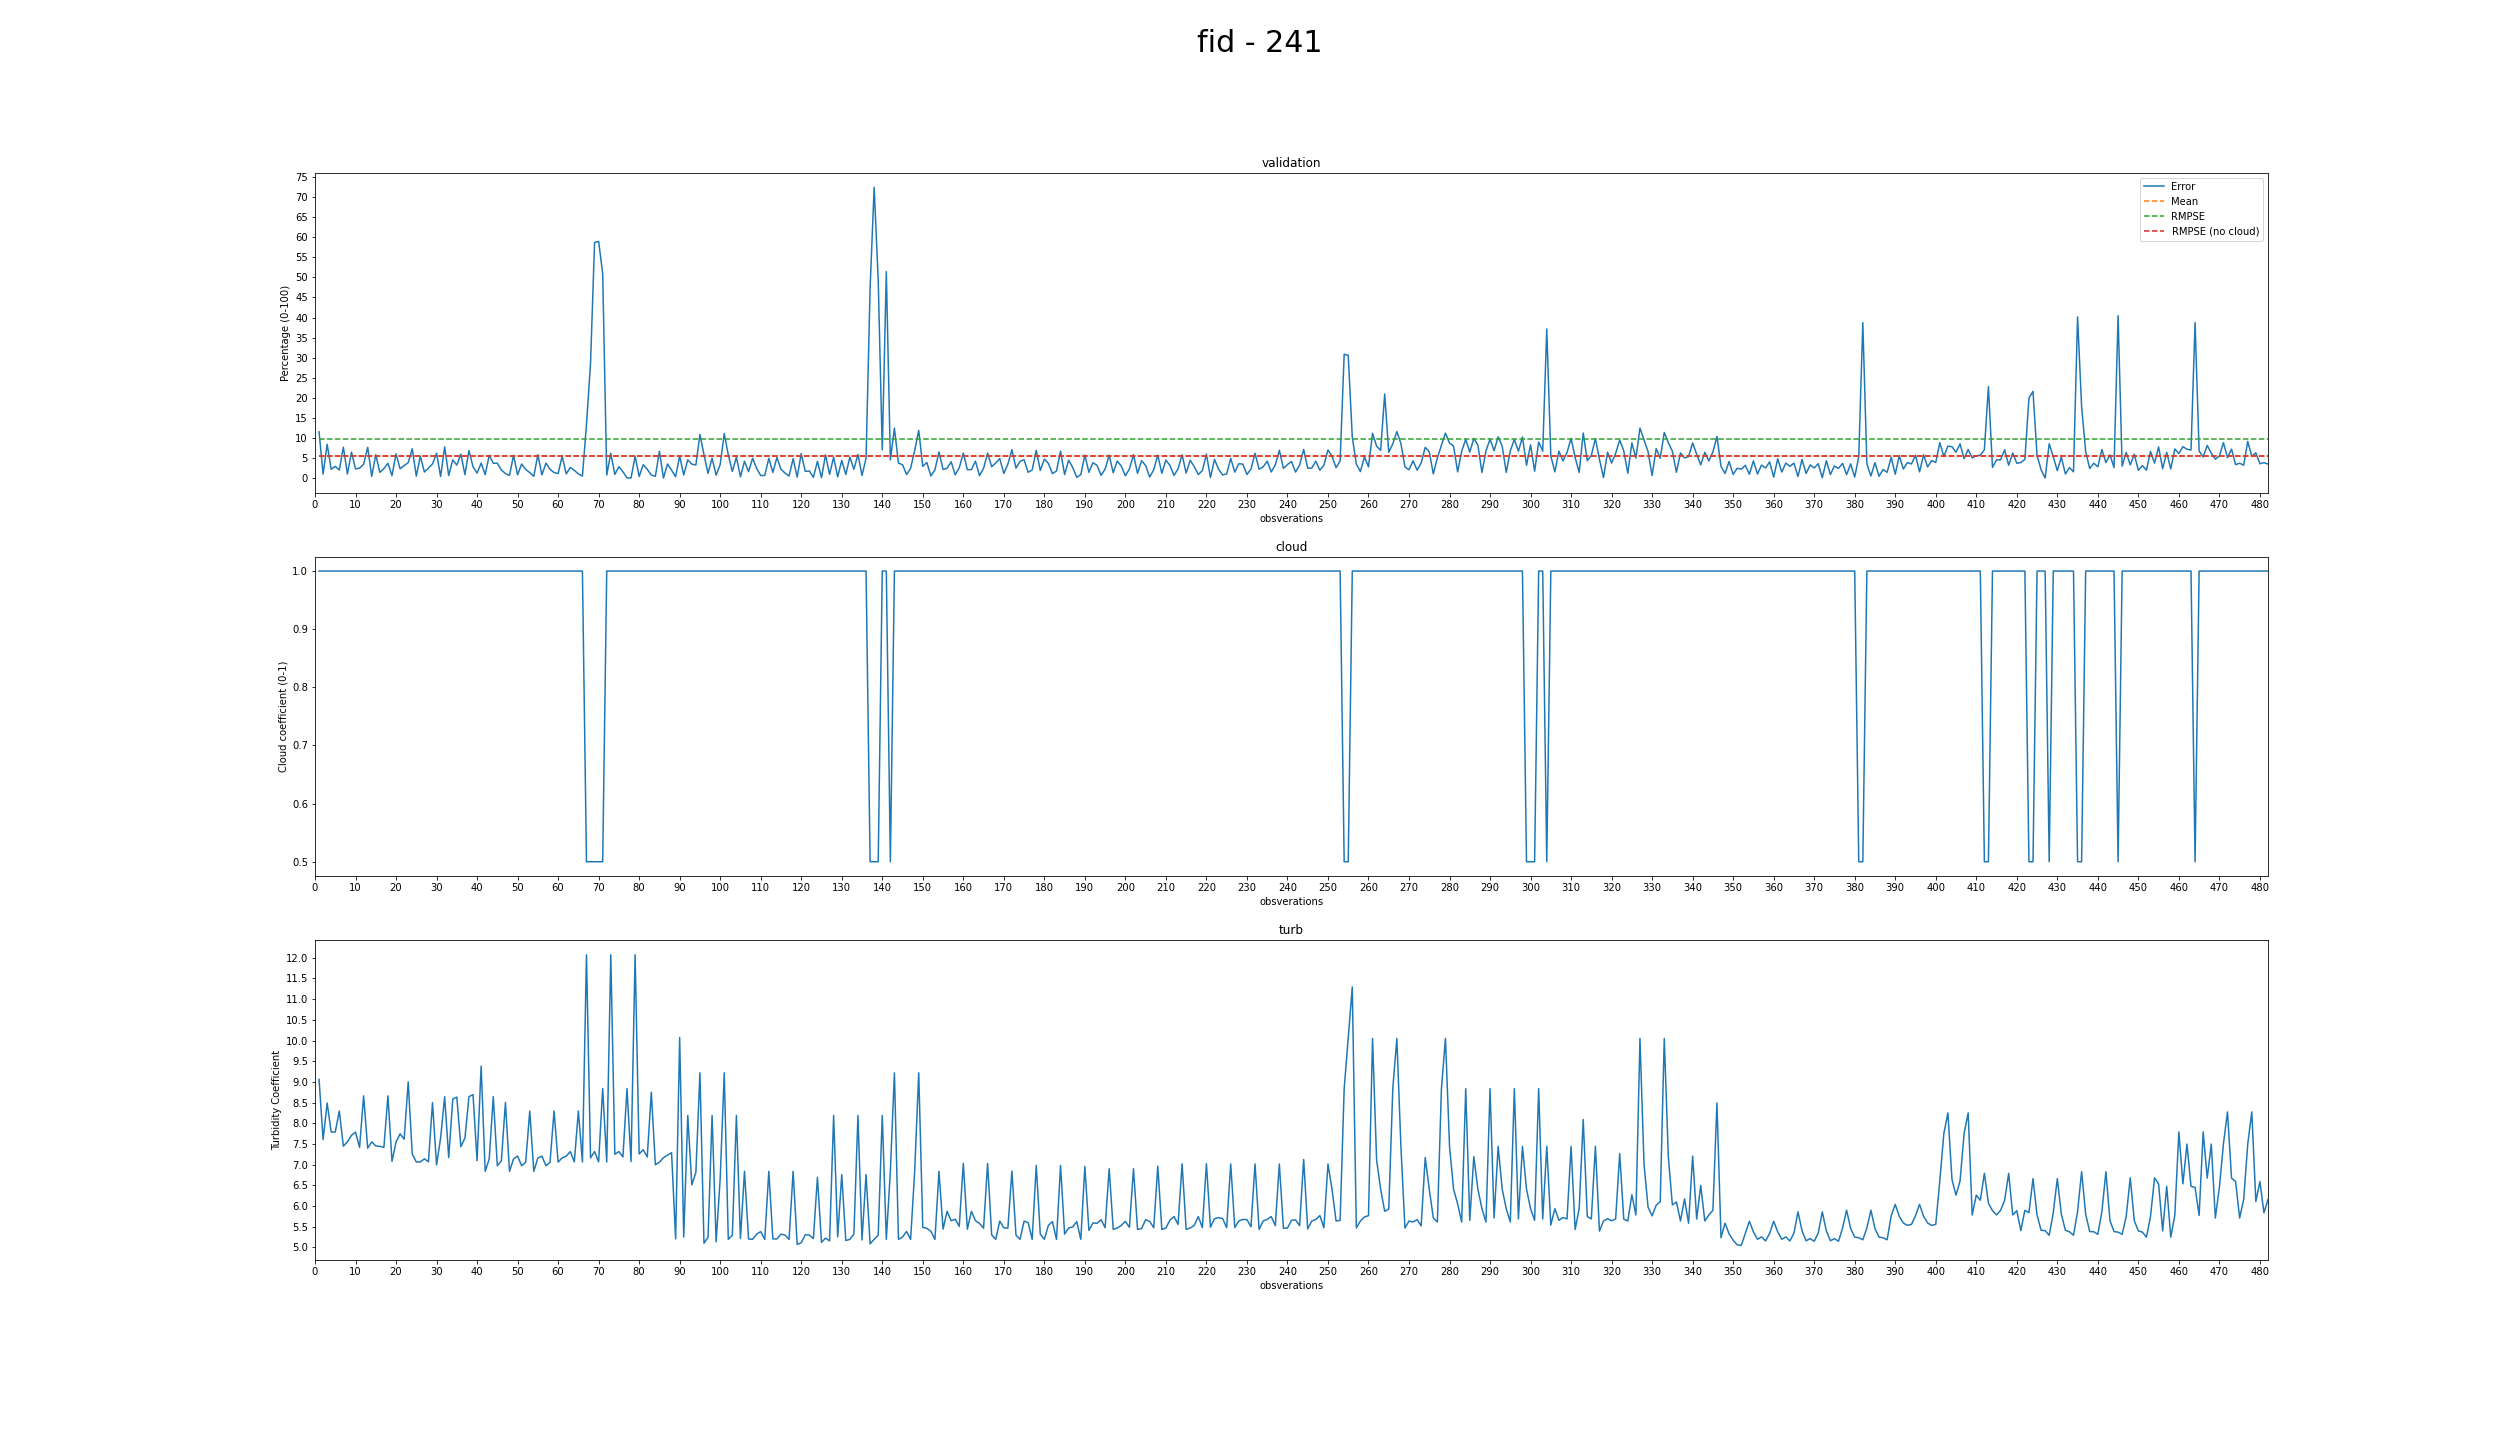 fid - 241
validation
Percentage (0-100)
75
70
65
60
55
50
45
40
35
30
25
20
15
10
5
0
Error
Mean
RMPSE
RMPSE (no cloud)
0 10 20 30 40 50 60 70 80 90 100 110 120 130 140 150 160 170 180 190 200 210 220 230 240 250 260 270 280 290 300 310 320 330 340 350 360 370 380 390 400 410 420 430 440 450 460 470 480
obsverations
cloud
Cloud coefficient (0-1)
1.0
0.9
0.8
0.7
0.6
0.5
0 10 20 30 40 50 60 70 80 90 100 110 120 130 140 150 160 170 180 190 200 210 220 230 240 250 260 270 280 290 300 310 320 330 340 350 360 370 380 390 400 410 420 430 440 450 460 470 480
obsverations
turb
Turbidity Coefficient
12.0
11.5
11.0
10.5
10.0
9.5
9.0
8.5
8.0
7.5
7.0
6.5
6.0
5.5
5.0
0 10 20 30 40 50 60 70 80 90 100 110 120 130 140 150 160 170 180 190 200 210 220 230 240 250 260 270 280 290 300 310 320 330 340 350 360 370 380 390 400 410 420 430 440 450 460 470 480
obsverations